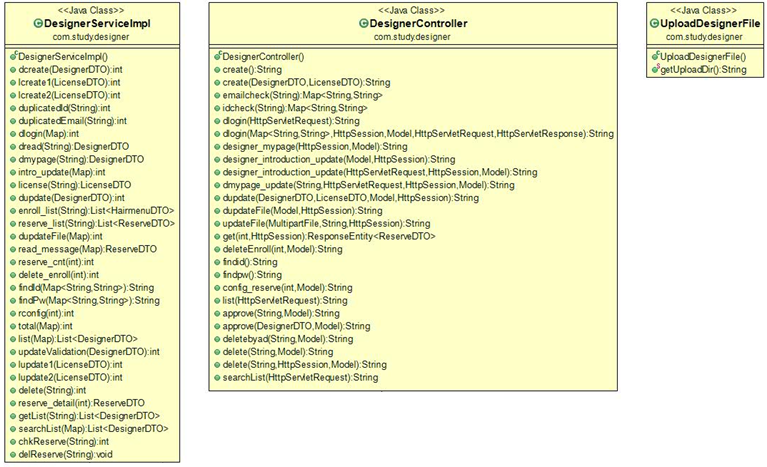 <<Java Class>>
DesignerServiceImpl
com.study.designer
DesignerServiceImpl()
dcreate(DesignerDTO):int
lcreate1(LicenseDTO):int
lcreate2(LicenseDTO):int
duplicatedId(String):int
duplicatedEmail(String):int
dlogin(Map):int
dread(String):DesignerDTO
dmypage(String):DesignerDTO
intro_update(Map):int
license(String):LicenseDTO
dupdate(DesignerDTO):int
enroll_list(String):List<HairmenuDTO>
reserve_list(String):List<ReserveDTO>
dupdateFile(Map):int
read_message(Map):ReserveDTO
reserve_cnt(int):int
delete_enroll(int):int
findId(Map<String,String>):String
findPw(Map<String,String>):String
rconfig(int):int
total(Map):int
list(Map):List<DesignerDTO>
updateValidation(DesignerDTO):int
lupdate1(LicenseDTO):int
lupdate2(LicenseDTO):int
delete(String):int
reserve_detail(int):ReserveDTO
getList(String):List<DesignerDTO>
searchList(Map):List<DesignerDTO>
chkReserve(String):int
delReserve(String):void
<<Java Class>>
DesignerController
com.study.designer
DesignerController()
create():String
create(DesignerDTO,LicenseDTO):String
emailcheck(String):Map<String,String>
idcheck(String):Map<String,String>
dlogin(HttpServletRequest):String
dlogin(Map<String,String>,HttpSession,Model,HttpServletRequest,HttpServletResponse):String
designer_mypage(HttpSession,Model):String
designer_introduction_update(Model,HttpSession):String
designer_introduction_update(HttpServletRequest,HttpSession,Model):String
dmypage_update(String,HttpServletRequest,HttpSession,Model):String
dupdate(DesignerDTO,LicenseDTO,Model,HttpSession):String
dupdateFile(Model,HttpSession):String
updateFile(MultipartFile,String,HttpSession):String
get(int,HttpSession):ResponseEntity<ReserveDTO>
deleteEnroll(int,Model):String
findid():String
findpw():String
config_reserve(int,Model):String
list(HttpServletRequest):String
approve(String,Model):String
approve(DesignerDTO,Model):String
deletebyad(String,Model):String
delete(String,Model):String
delete(String,HttpSession,Model):String
searchList(HttpServletRequest):String
<<Java Class>>
UploadDesignerFile
com.study.designer
UploadDesignerFile()
getUploadDir():String